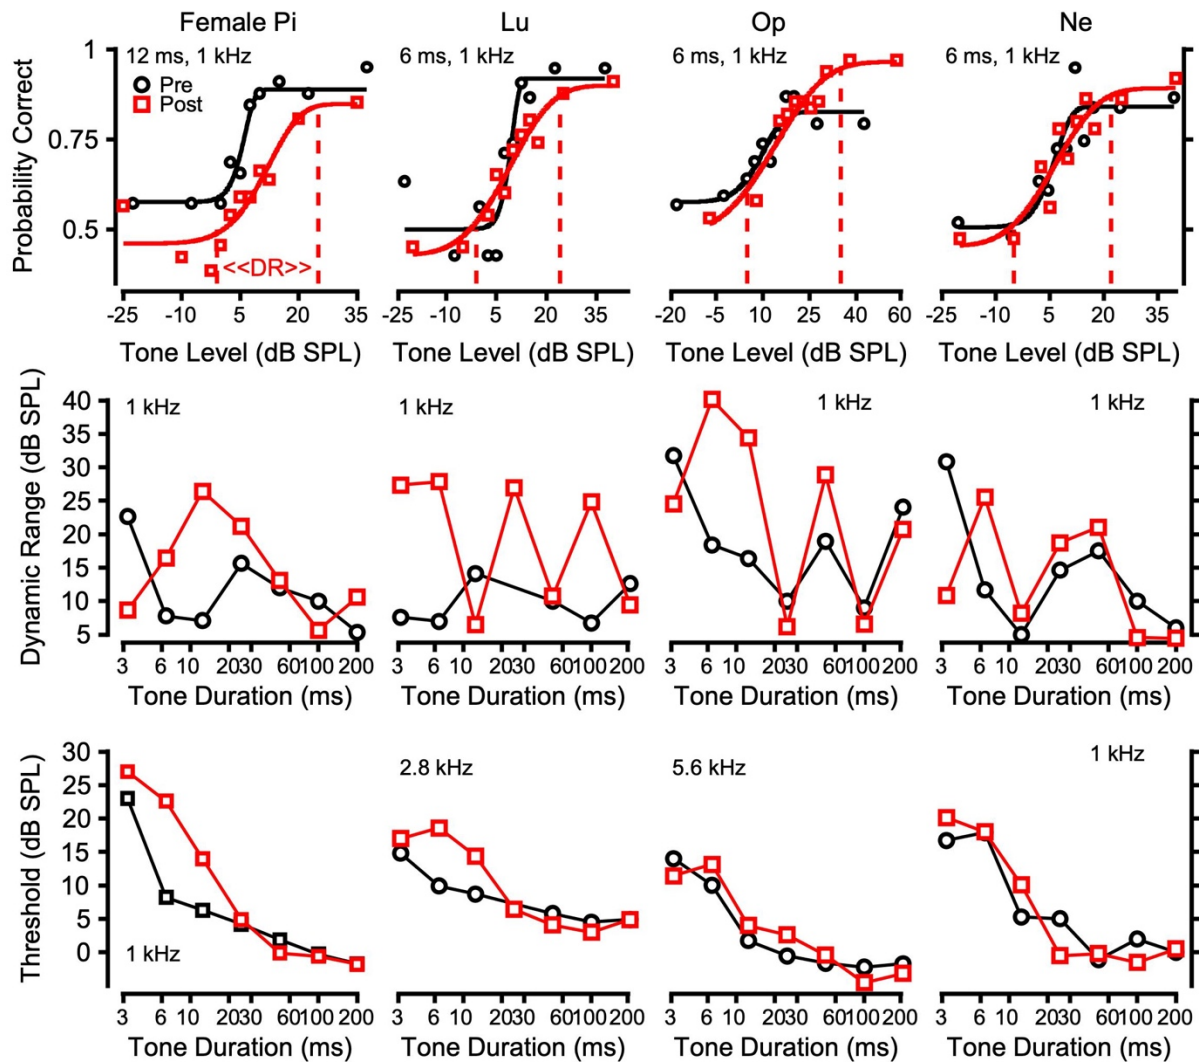 Female Pi Lu Op Ne
12 ms, 1 kHz 6 ms, 1 kHz 6 ms, 1 kHz 6 ms, 1 kHz
Pre
Post
<<DR>>
Probability Correct
1
0.75
0.5
-25 -10 5 20 35 -20 -5 10 25 40 -20 -5 10 20 40 60 -25 -10 5 20 35
Tone Level (dB SPL) Tone Level (dB SPL) Tone Level (dB SPL) Tone Level (dB SPL)
1 kHz 1 kHz 1 kHz 1 kHz
Dynamic Range (dB SPL)
40
35
30
25
20
15
10
5
3 6 10 2030 60100 200 3 6 10 2030 60100 200 3 6 10 2030 60100 200 3 6 10 2030 60100 200
Tone Duration (ms) Tone Duration (ms) Tone Duration (ms) Tone Duration (ms)
1 kHz 2.8 kHz 5.6 kHz 1 kHz
Threshold (dB SPL)
30
25
20
15
10
5
0
3 6 10 2030 60100 200 3 6 10 2030 60100 200 3 6 10 2030 60100 200 3 6 10 2030 60100 200
Tone Duration (ms) Tone Duration (ms) Tone Duration (ms) Tone Duration (ms)